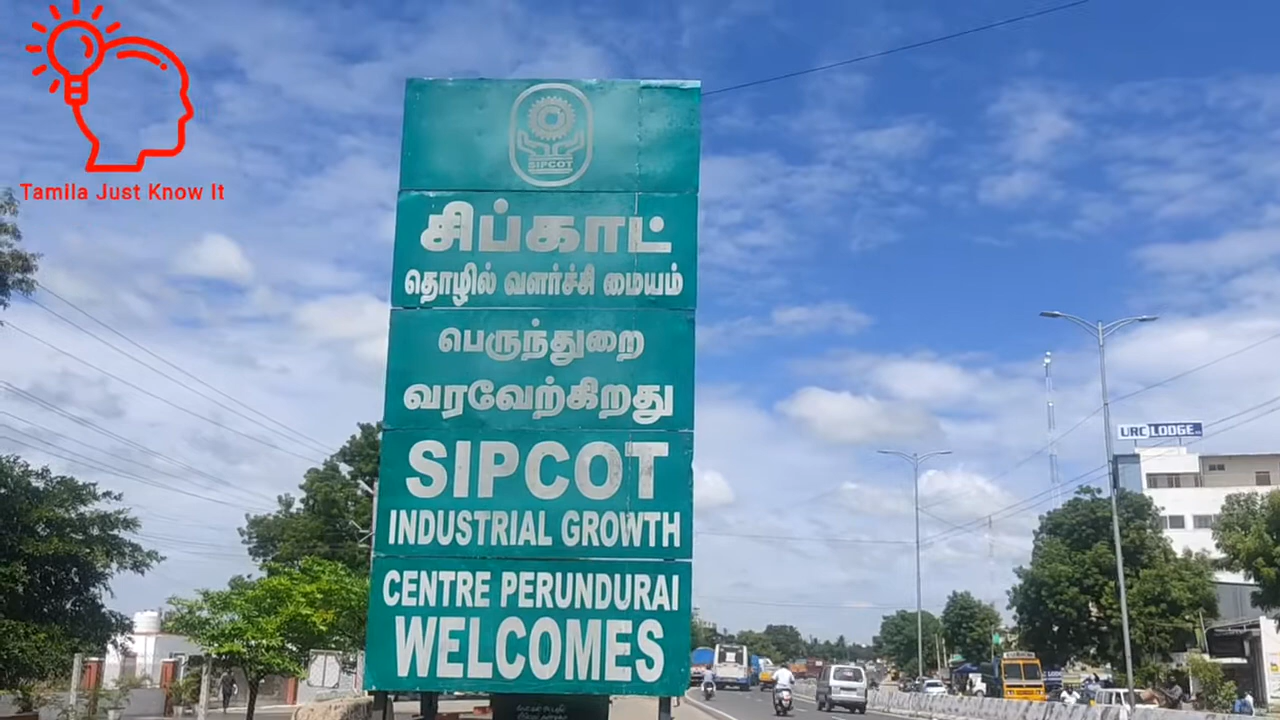 Tamila Just Know It
SIPCOT
சிப்காட்
தொழில் வளர்ச்சி மையம்
பெருந்துறை
வரவேற்கிறது
SIPCOT
INDUSTRIAL GROWTH
CENTRE PERUNDURAI
WELCOMES
URC LODGE